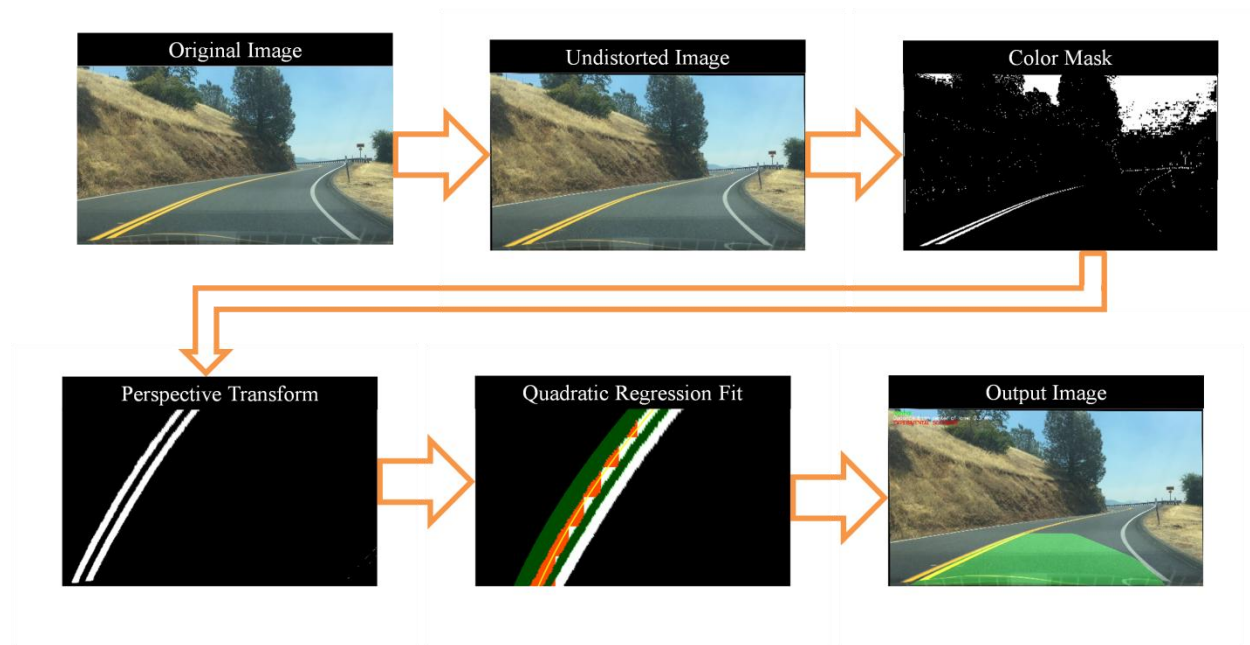 Original Image
Undistorted Image
Color Mask
Perspective Transform
Quadratic Regression Fit
Output Image